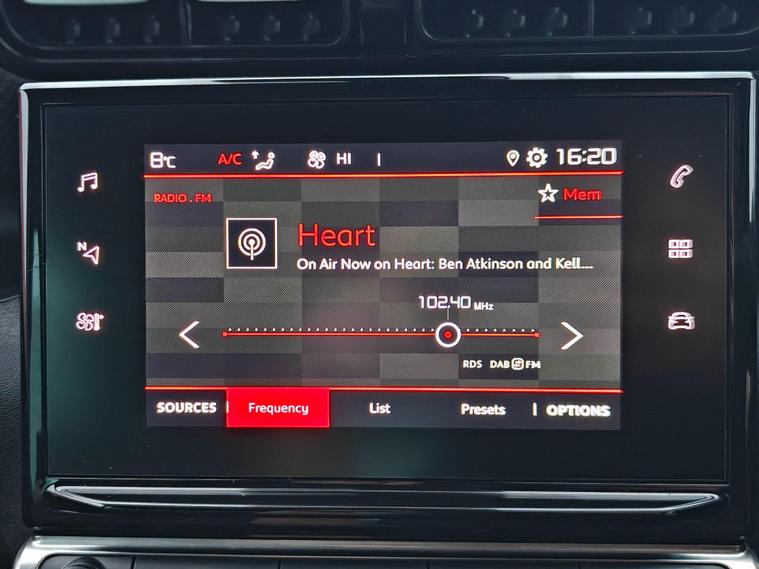 8°C A/C HI 16:20
RADIO . FM
Mem
Heart
On Air Now on Heart: Ben Atkinson and Kell...
102.40 MHz
N
RDS DAB FM
SOURCES Frequency List Presets OPTIONS